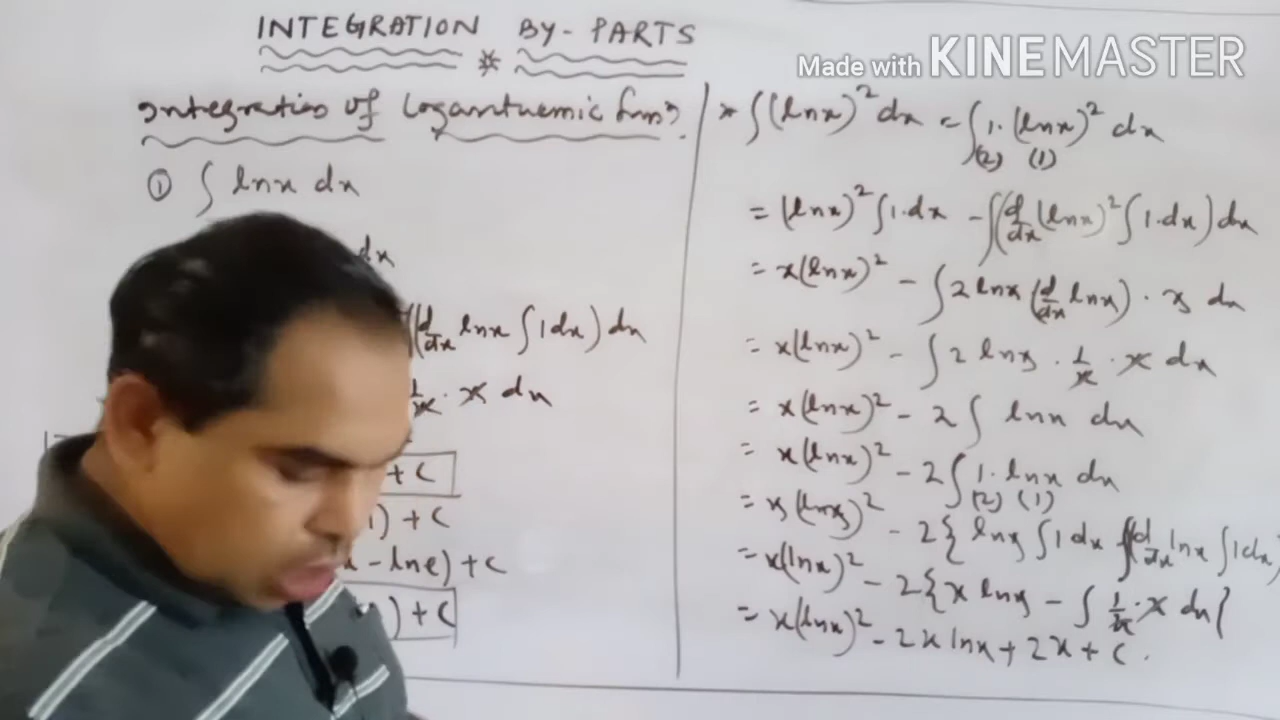 INTEGRATION BY-PARTS
Made with KINEMASTER
Integration of Logarithmic fun?
① ∫ lnx dx
dx
(d/dx lnx ∫1dx) dx
1/x · x dx
+ C
1) + C
x - lne) + C
) + C
* ∫(lnx)² dx = ∫1·(lnx)² dx
(2) (1)
= (lnx)² ∫1·dx - ∫(d/dx (lnx)² ∫1·dx) dx
= x(lnx)² - ∫2 lnx (d/dx lnx) · x dx
= x(lnx)² - ∫2 lnx · 1/x · x dx
= x(lnx)² - 2∫ lnx dx
= x(lnx)² - 2∫1·lnx dx
(2) (1)
= x(lnx)² - 2{ lnx ∫1dx - ∫(d/dx lnx ∫1dx)
= x(lnx)² - 2{x lnx - ∫ 1/x · x dx}
= x(lnx)² - 2x lnx + 2x + C.